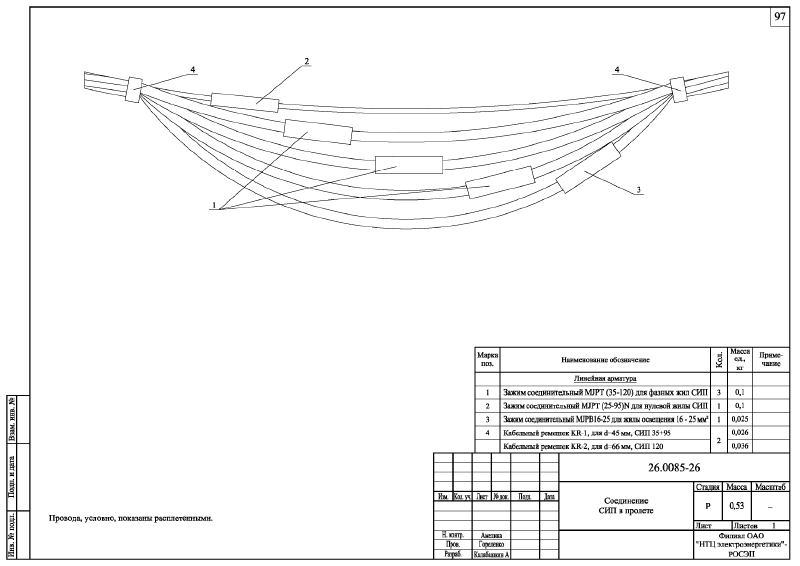 97
4
2
4
1
3
Марка поз.
Наименование обозначение
Кол.
Масса ед., кг
Приме-чание
Линейная арматура
1 Зажим соединительный MJPT (35-120) для фазных жил СИП 3 0,1
2 Зажим соединительный MJPT (25-95)N для нулевой жилы СИП 1 0,1
3 Зажим соединительный MJPB16-25 для жилы освещения 16 - 25 мм² 1 0,025
4 Кабельный ремешок KR-1, для d=45 мм, СИП 35÷95 2 0,026
Кабельный ремешок KR-2, для d=66 мм, СИП 120 0,036
26.0085-26
Изм. Кол. уч Лист № док. Подп. Дата
Соединение
СИП в пролете
Стадия Масса Масштаб
Р 0,53 –
Лист Листов 1
Н. контр. Амелина
Пров. Гореленко
Разраб.
Филиал ОАО
"НТЦ электроэнергетики"-
РОСЭП
Провода, условно, показаны расплетенными.
Взам. инв. №
Подп. и дата
Инв. № подл.